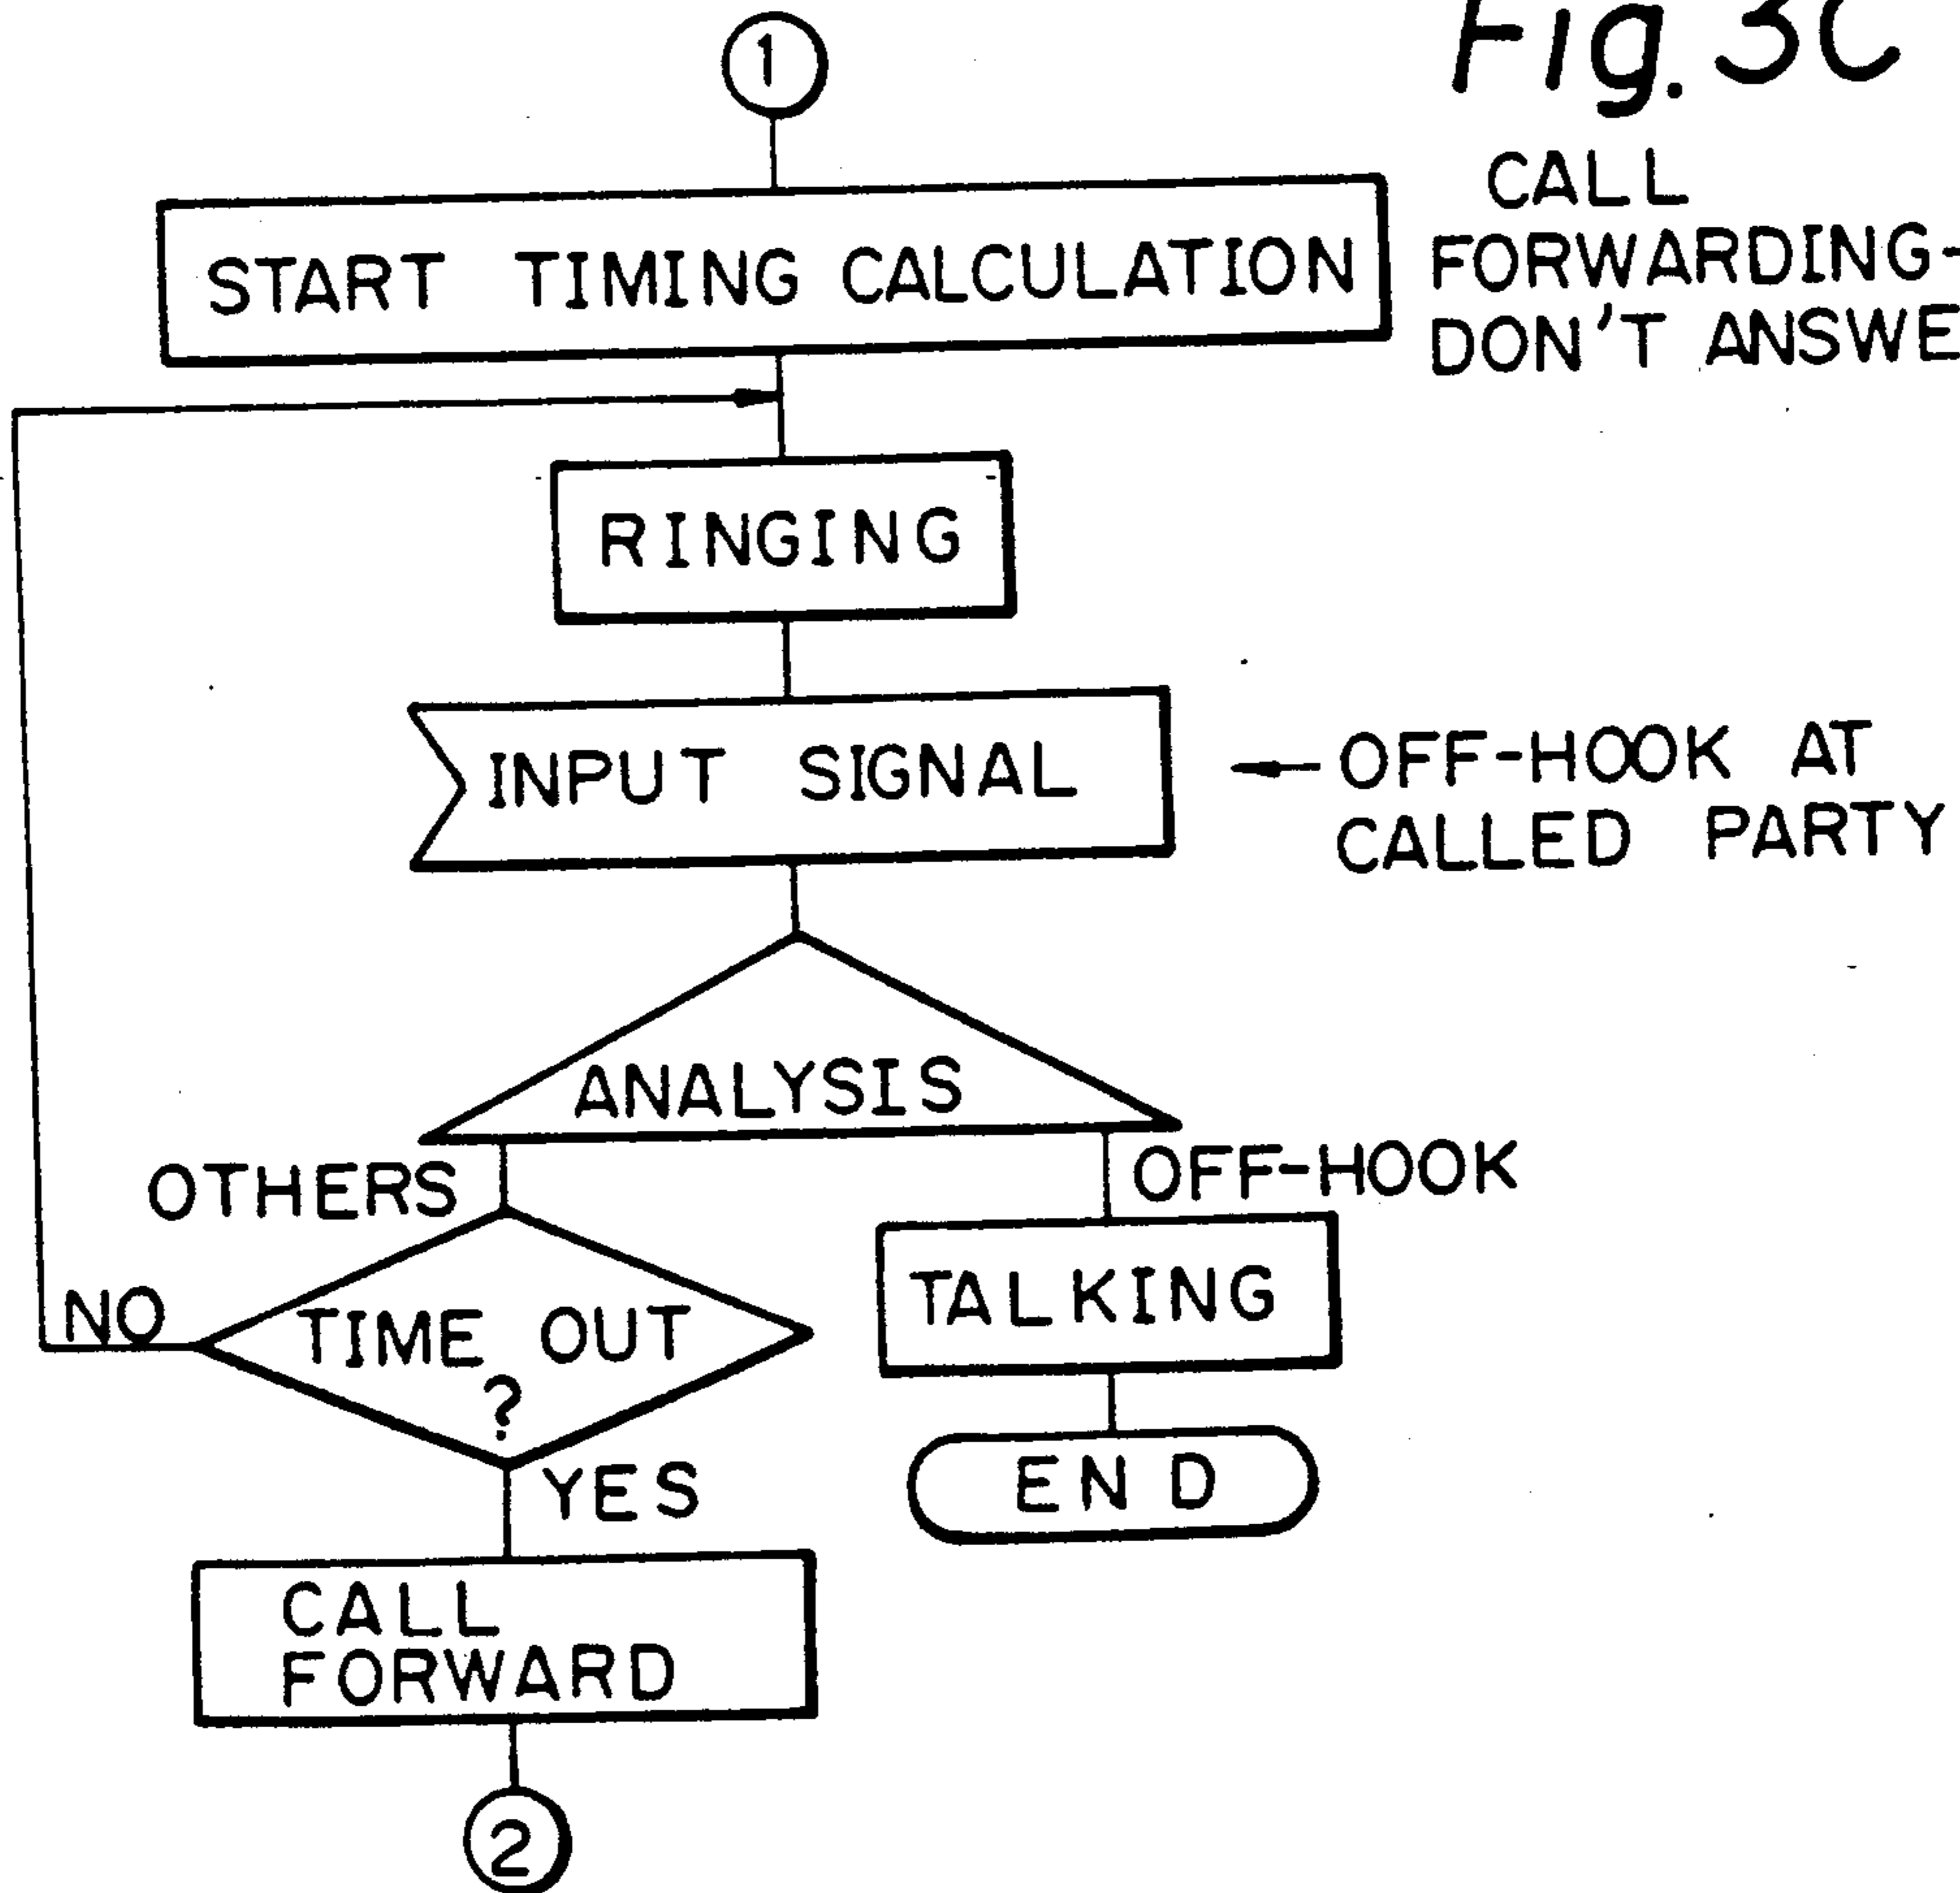 1
Fig. 3C
START TIMING CALCULATION
CALL
FORWARDING-
DON'T ANSWE
RINGING
INPUT SIGNAL
OFF-HOOK AT
CALLED PARTY
ANALYSIS
OTHERS
OFF-HOOK
NO
TIME OUT
?
YES
TALKING
END
CALL
FORWARD
2